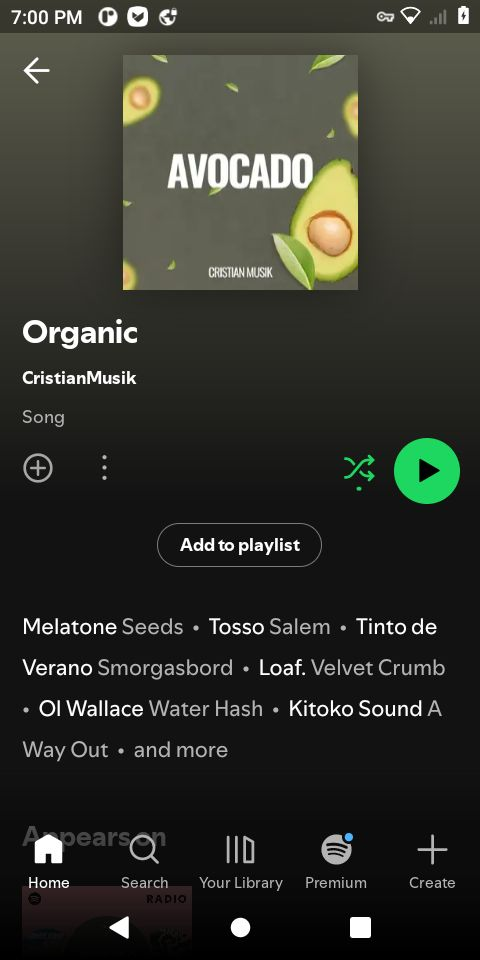 7:00 PM
AVOCADO
CRISTIAN MUSIK
Organic
CristianMusik
Song
Add to playlist
Melatone Seeds • Tosso Salem • Tinto de
Verano Smorgasbord • Loaf. Velvet Crumb
• Ol Wallace Water Hash • Kitoko Sound A
Way Out • and more
Appears on
Home Search Your Library Premium Create
RADIO